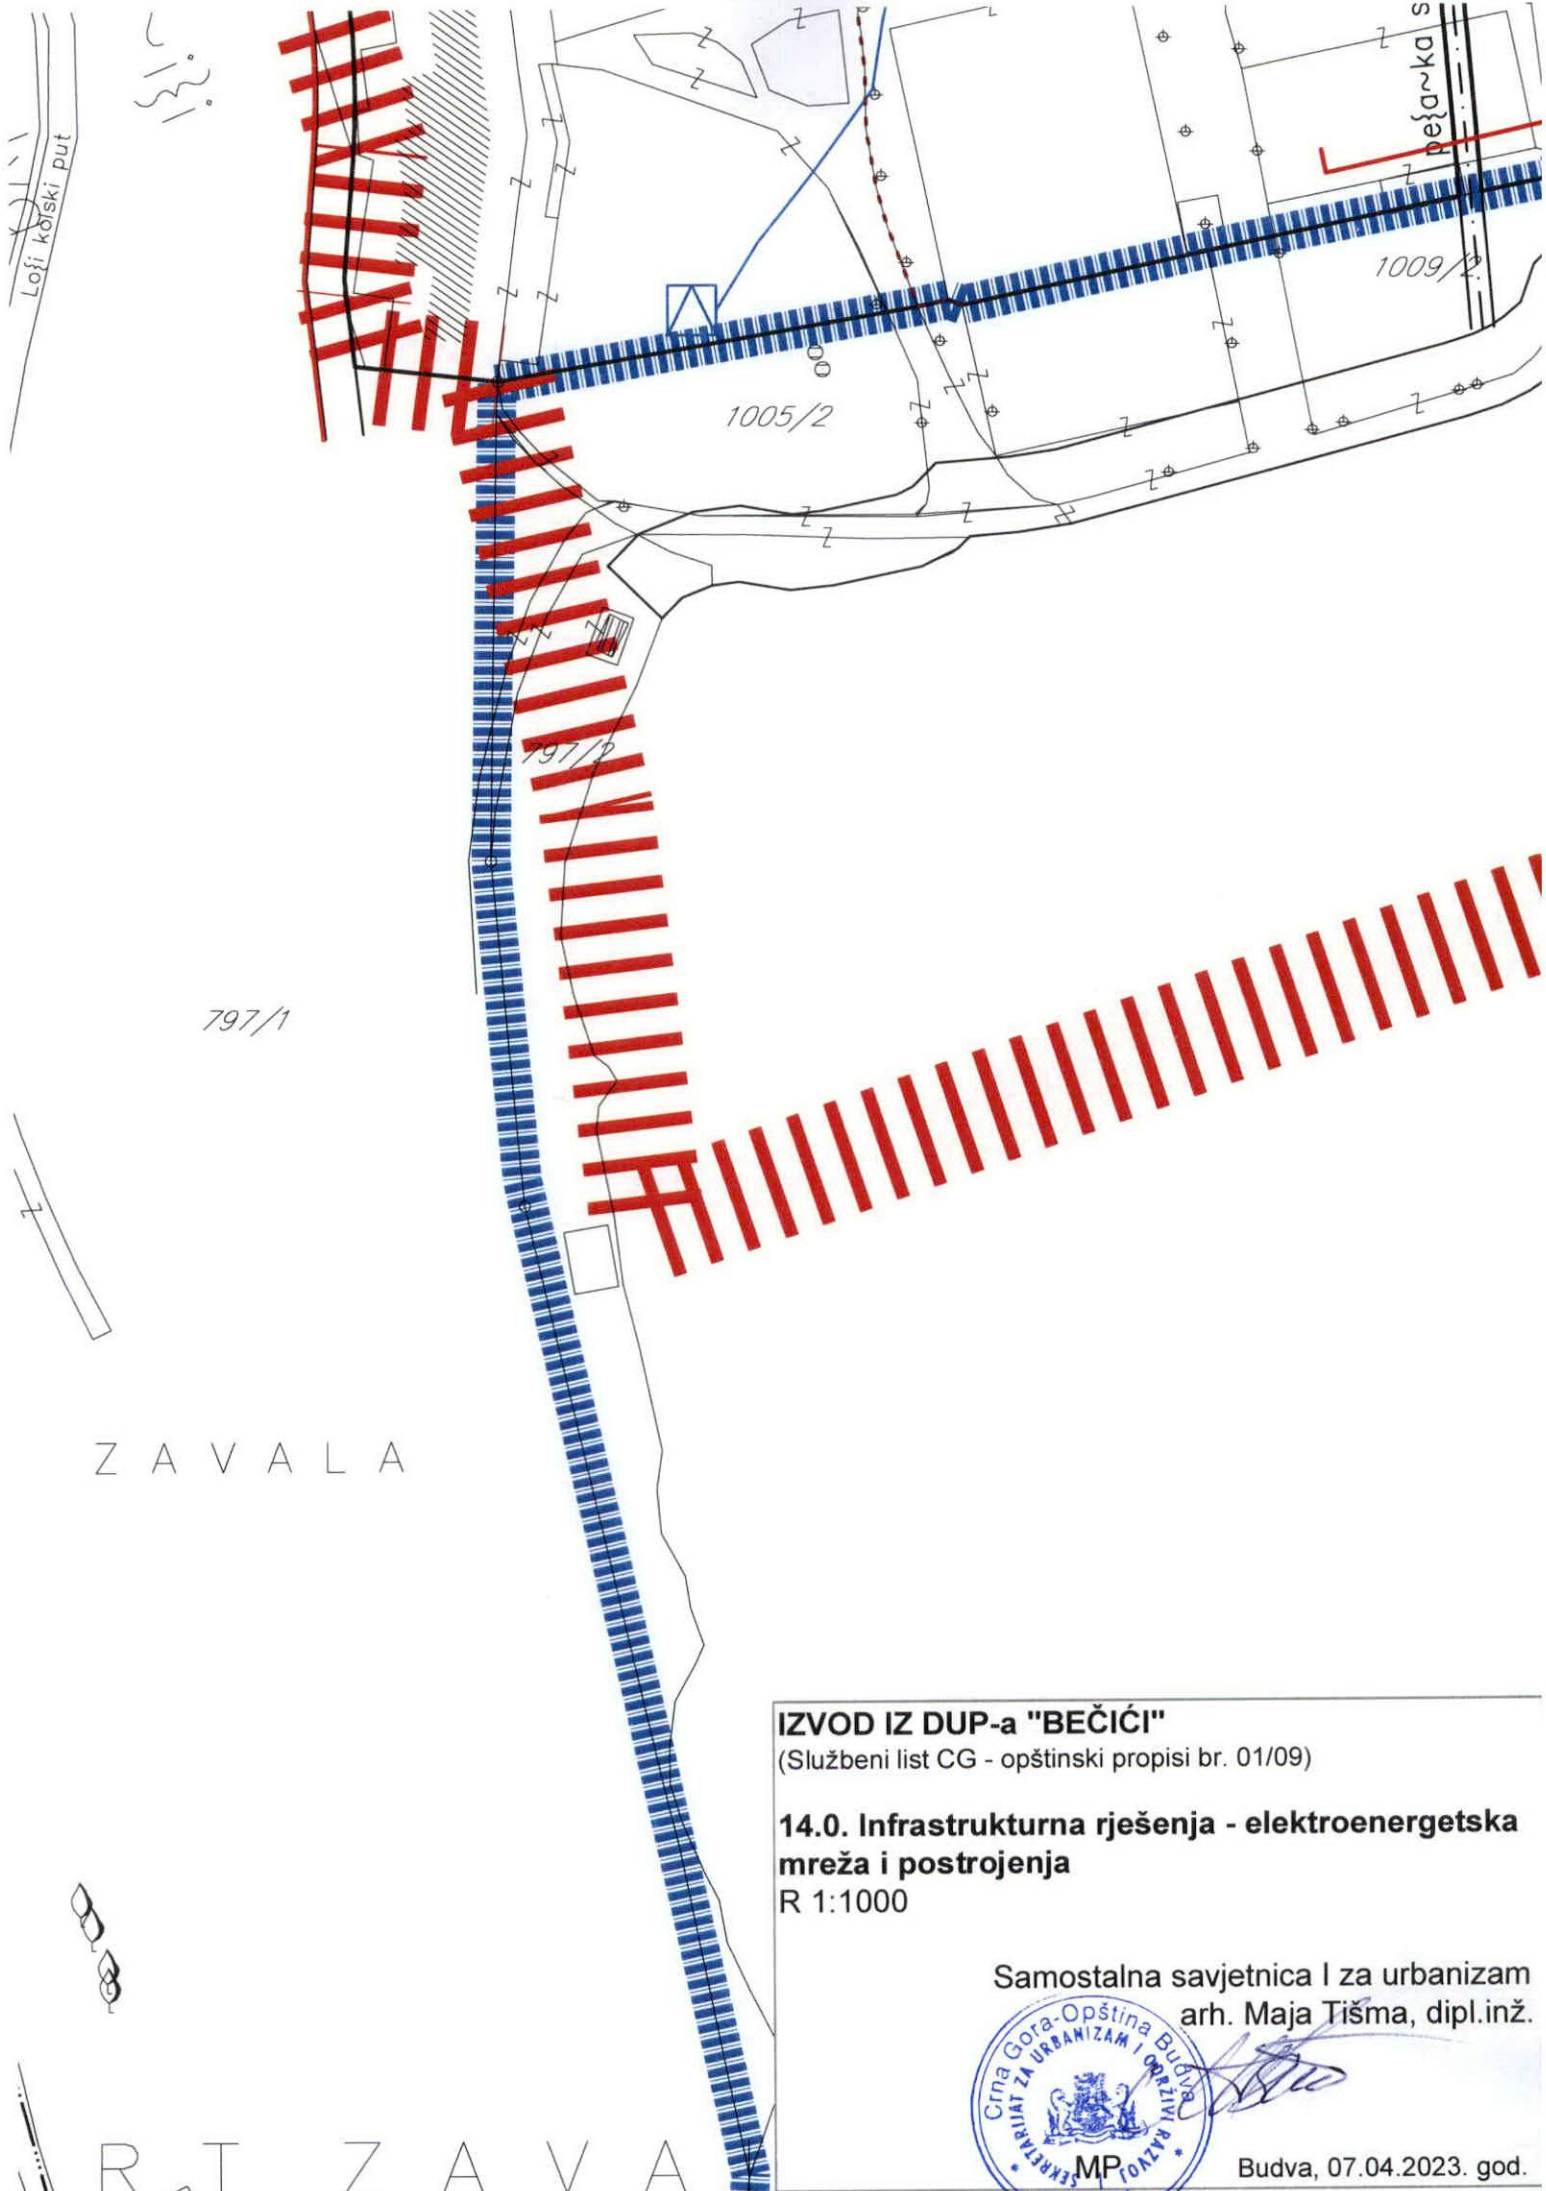 Loši kolski put
peša~ka s
1009/2
1005/2
797/2
797/1
ZAVALA
RT ZAVA
IZVOD IZ DUP-a "BEČIĆI"
(Službeni list CG - opštinski propisi br. 01/09)
14.0. Infrastrukturna rješenja - elektroenergetska
mreža i postrojenja
R 1:1000
Samostalna savjetnica I za urbanizam
arh. Maja Tišma, dipl.inž.
Crna Gora-Opština Budva
SEKRETARIJAT ZA URBANIZAM I ODRŽIVI RAZVOJ
MP
Budva, 07.04.2023. god.